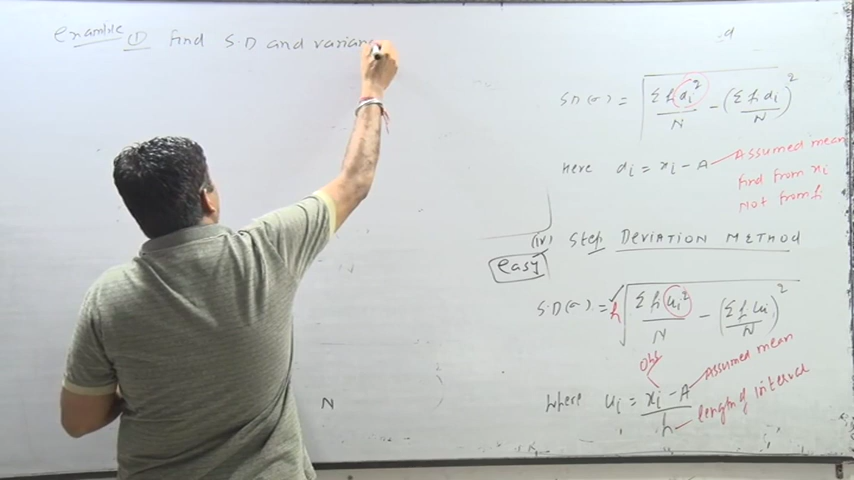 Example ① find S.D and varianc
d
SD(σ) = √( Σ fi di² / N − ( Σ fi di / N )² )
Here di = xi − A Assumed mean
find from xi
Not from fi
(iv) Step DEVIATION METHOD
easy
S.D(σ) = h √( Σ fi ui² / N − ( Σ fi ui / N )² )
Obs
Assumed mean
where ui = xi − A / h
length of interval
N